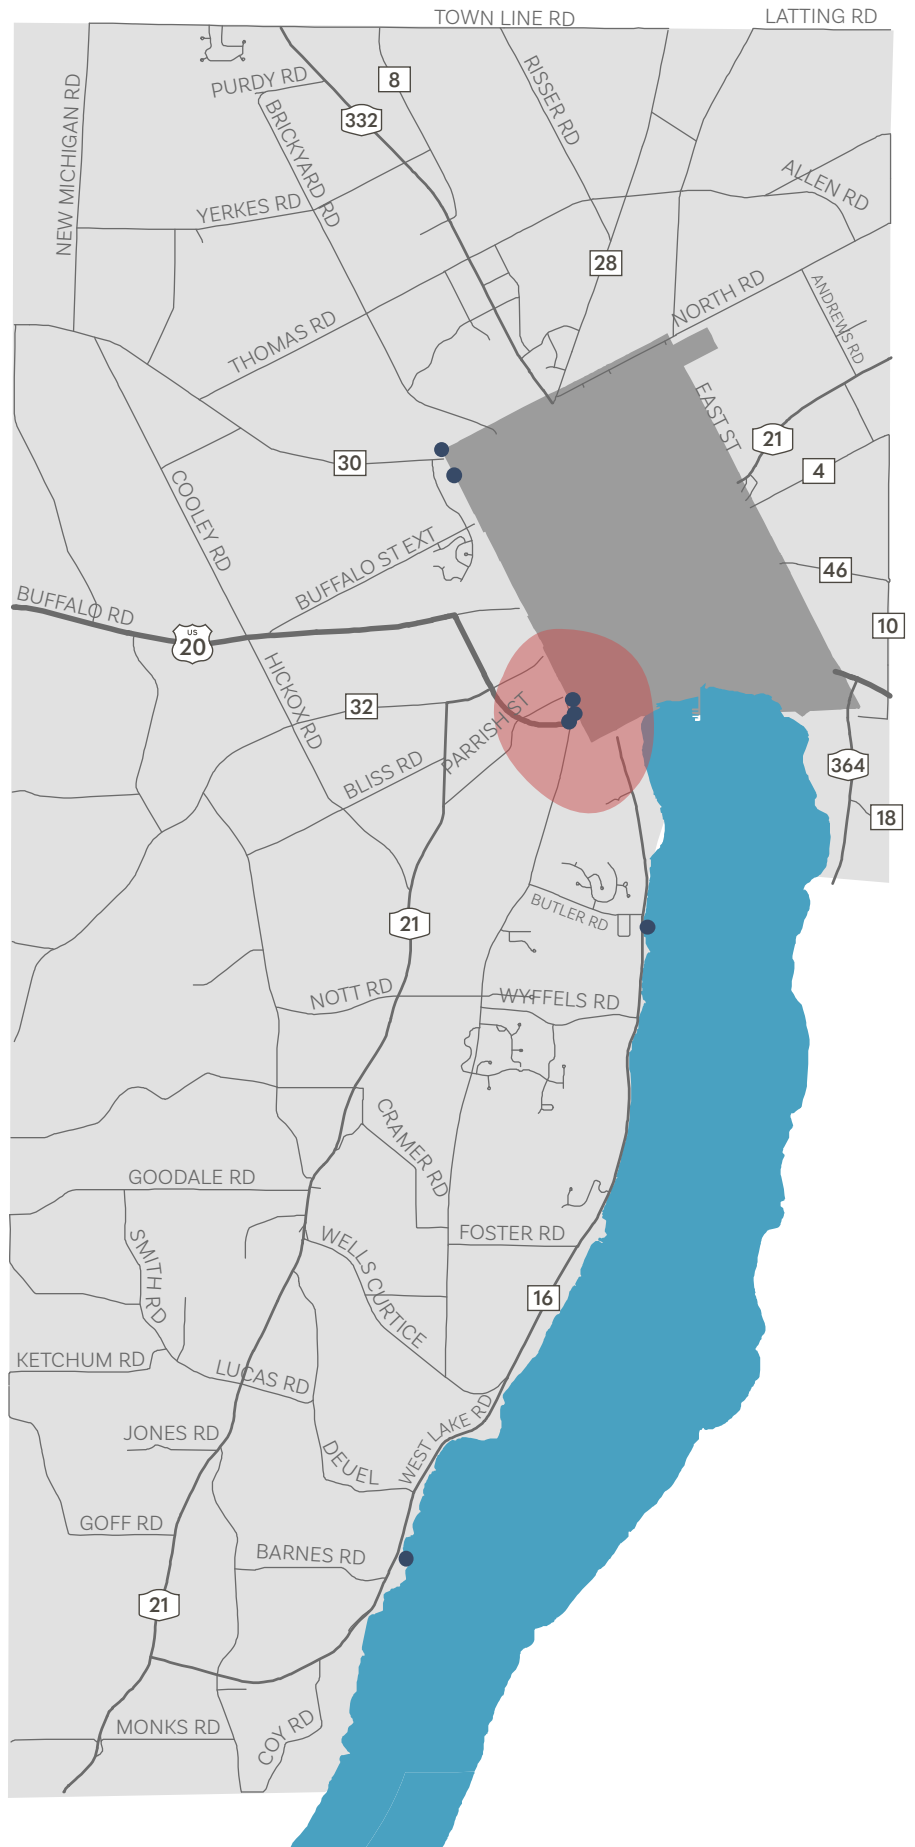 TOWN LINE RD
LATTING RD
NEW MICHIGAN RD
PURDY RD
8
RISSER RD
332
BRICKYARD RD
ALLEN RD
YERKES RD
28
NORTH RD
ANDREWS RD
THOMAS RD
EAST ST
21
30
4
COOLEY RD
BUFFALO ST EXT
46
BUFFALO RD
US
20
10
HICKOX RD
32
PARRISH ST
BLISS RD
364
18
21
BUTLER RD
NOTT RD
WYFFELS RD
CRAMER RD
GOODALE RD
SMITH RD
WELLS CURTICE
FOSTER RD
16
KETCHUM RD
LUCAS RD
JONES RD
DEUEL
WEST LAKE RD
GOFF RD
BARNES RD
21
MONKS RD
COY RD